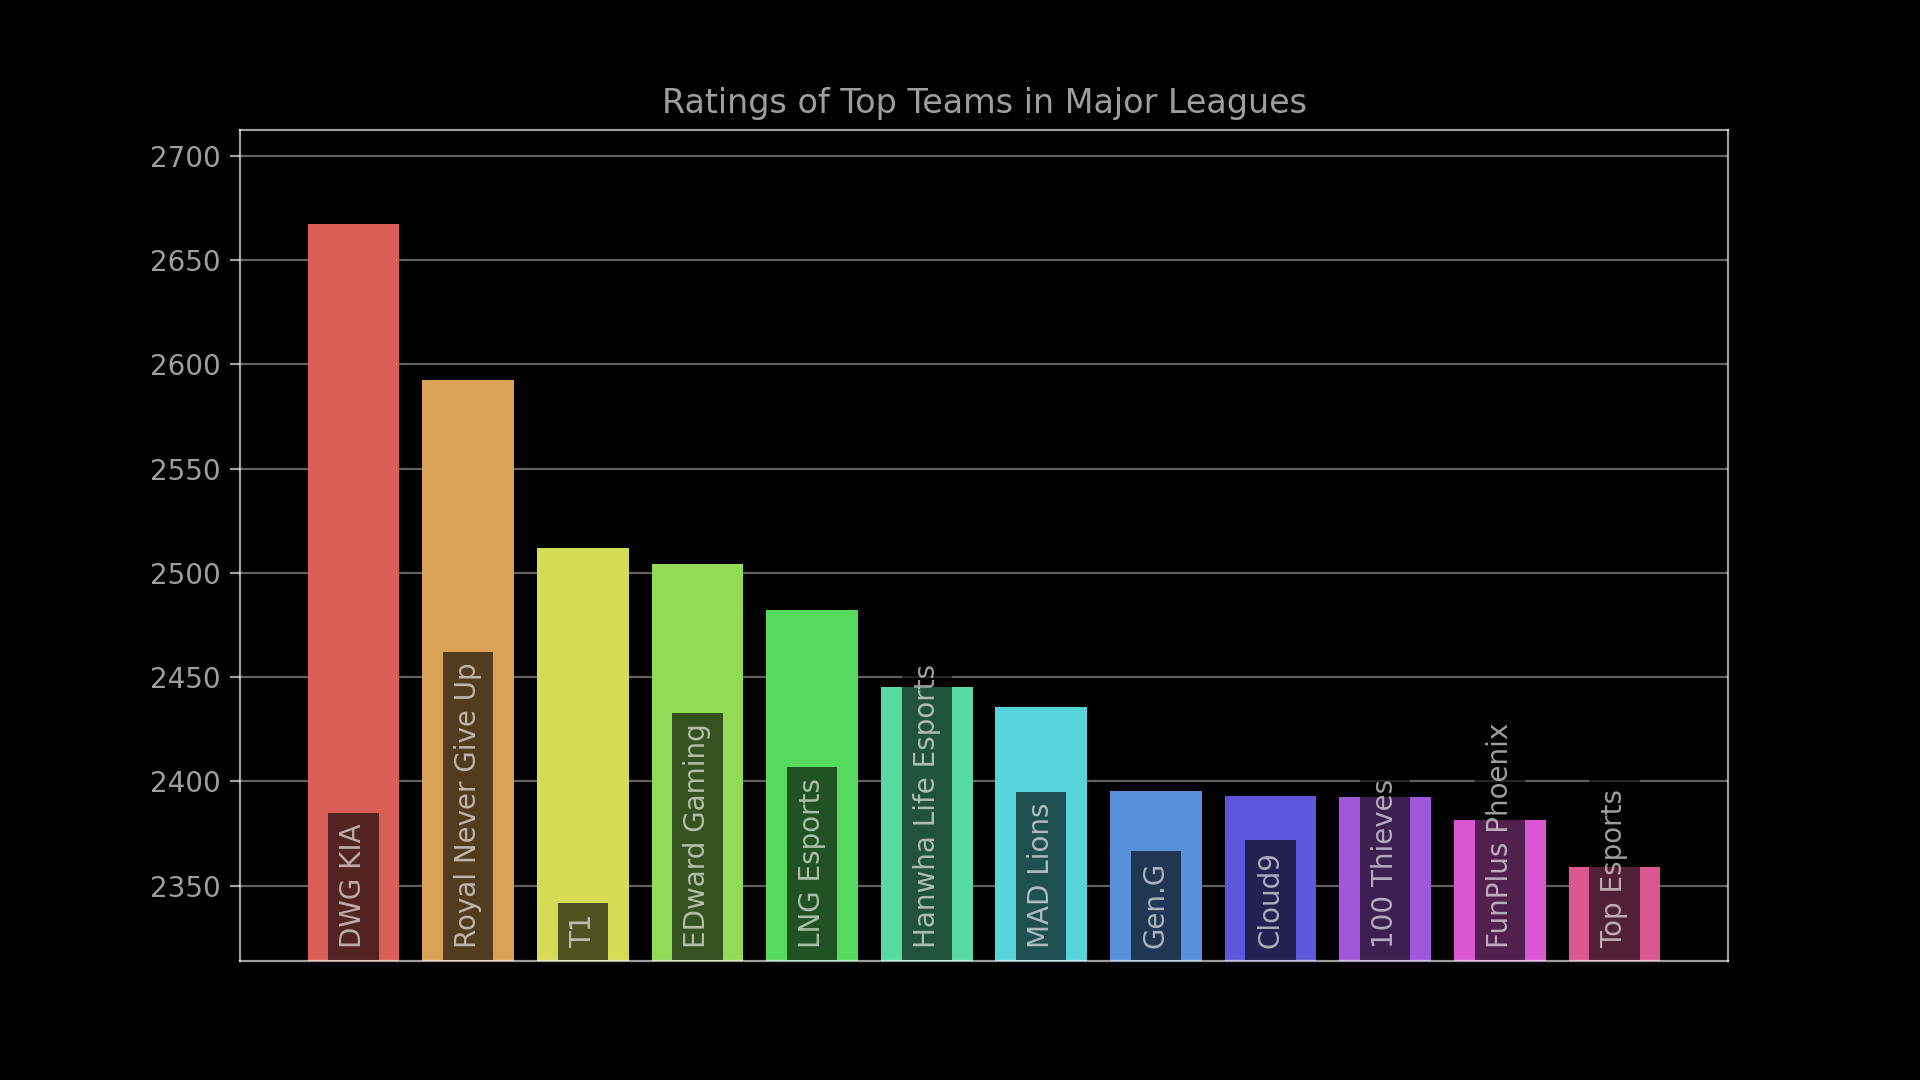 Ratings of Top Teams in Major Leagues
2700
2650
2600
2550
2500
2450
2400
2350
DWG KIA
Royal Never Give Up
T1
EDward Gaming
LNG Esports
Hanwha Life Esports
MAD Lions
Gen.G
Cloud9
100 Thieves
FunPlus Phoenix
Top Esports